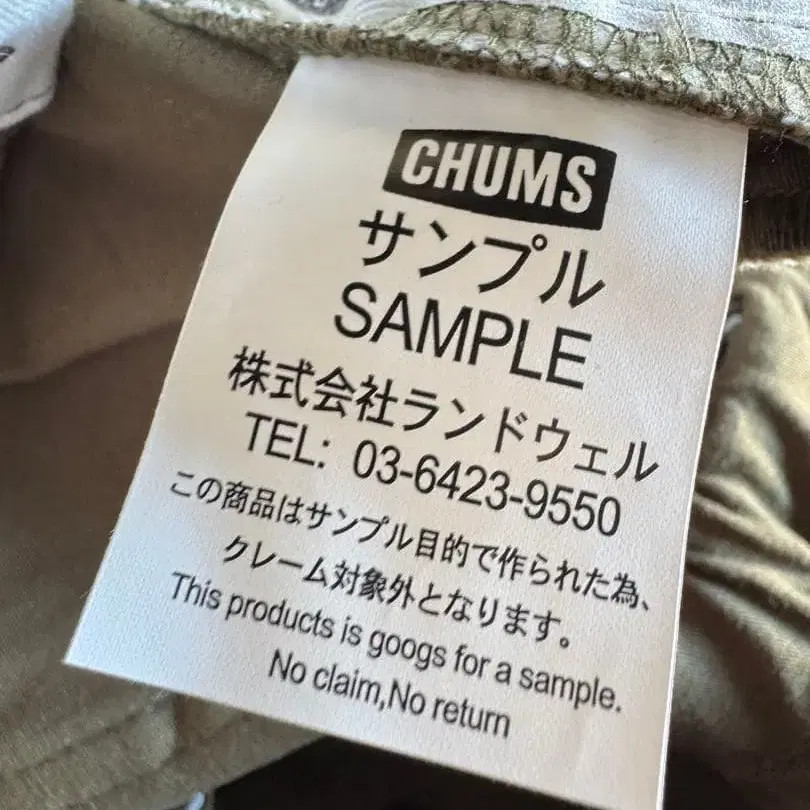 CHUMS
サンプル
SAMPLE
株式会社ランドウェル
TEL: 03-6423-9550
この商品はサンプル目的で作られた為、
クレーム対象外となります。
This products is googs for a sample.
No claim,No return